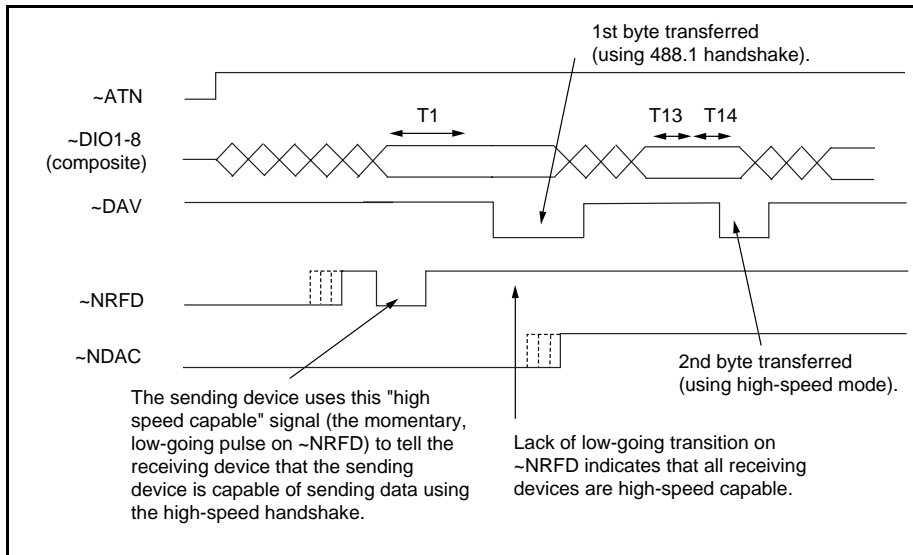 1st byte transferred
(using 488.1 handshake).
~ATN
T1
T13
T14
~DIO1-8
(composite)
~DAV
~NRFD
~NDAC
2nd byte transferred
(using high-speed mode).
The sending device uses this "high
speed capable" signal (the momentary,
low-going pulse on ~NRFD) to tell the
receiving device that the sending
device is capable of sending data using
the high-speed handshake.
Lack of low-going transition on
~NRFD indicates that all receiving
devices are high-speed capable.